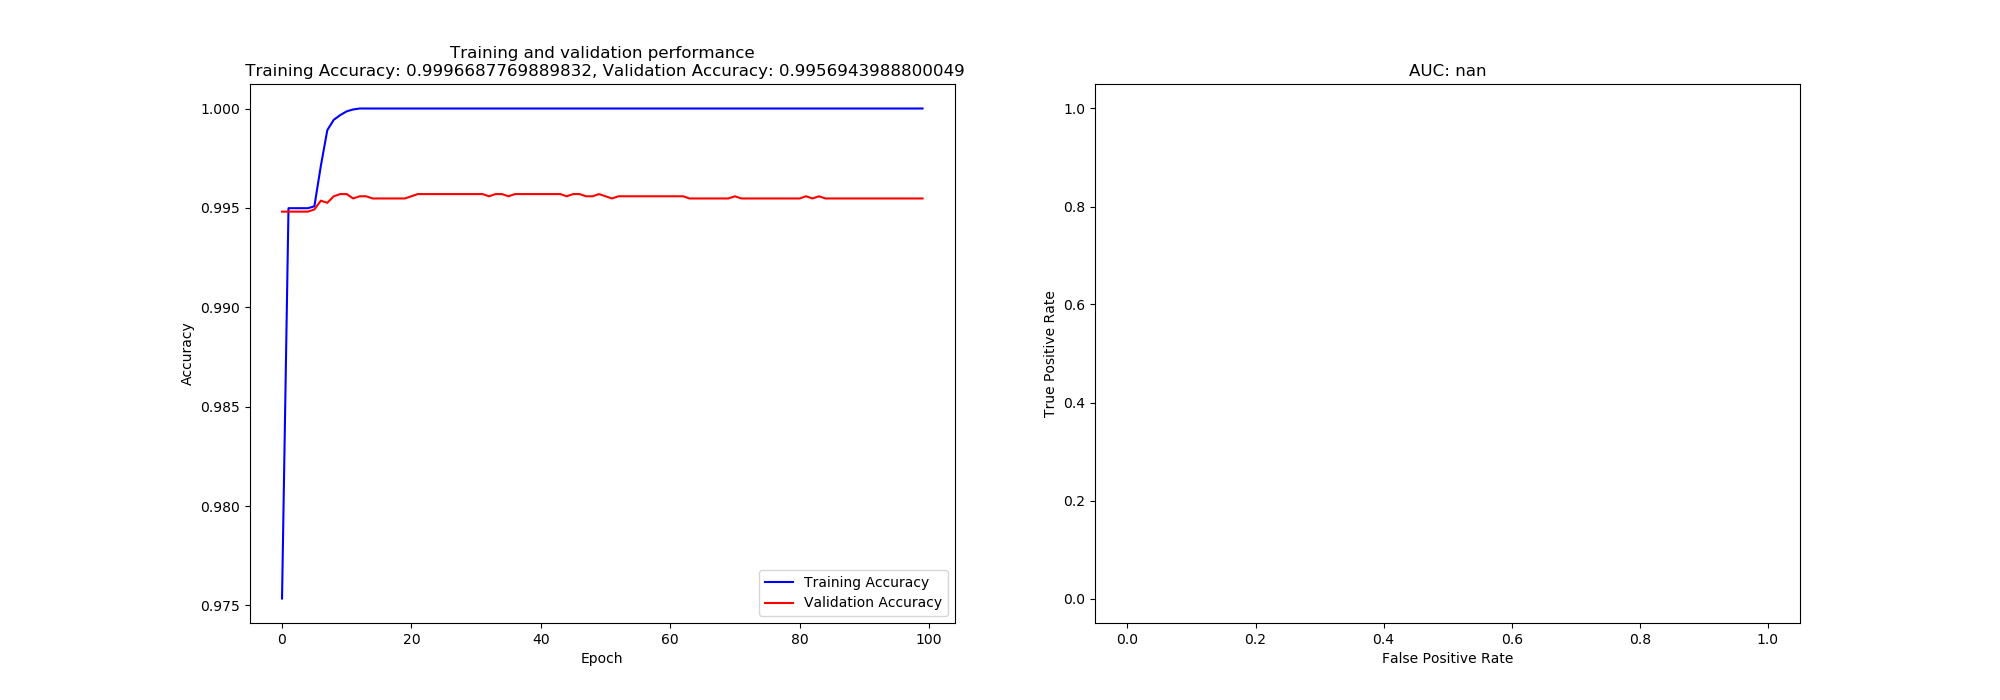 Training and validation performance
Training Accuracy: 0.9996687769889832, Validation Accuracy: 0.9956943988800049
1.000
0.995
0.990
0.985
0.980
0.975
Accuracy
0
20
40
60
80
100
Epoch
Training Accuracy
Validation Accuracy
AUC: nan
1.0
0.8
0.6
0.4
0.2
0.0
True Positive Rate
0.0
0.2
0.4
0.6
0.8
1.0
False Positive Rate